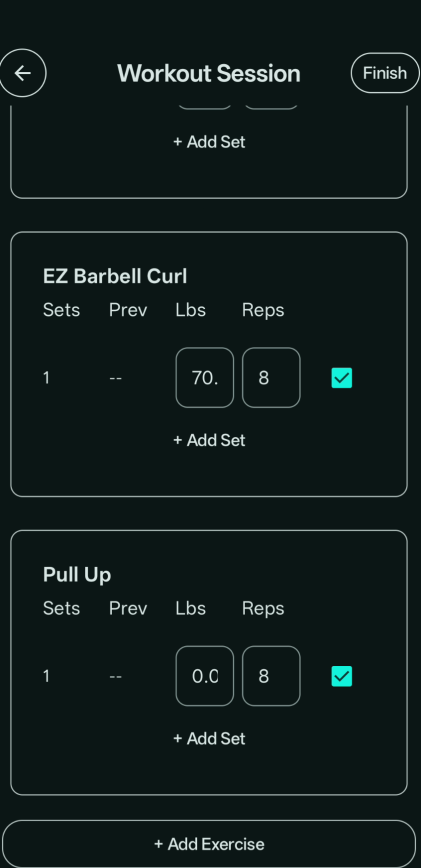 Workout Session
Finish
+ Add Set
EZ Barbell Curl
Sets Prev Lbs Reps
1 -- 70. 8
+ Add Set
Pull Up
Sets Prev Lbs Reps
1 -- 0.0 8
+ Add Set
+ Add Exercise